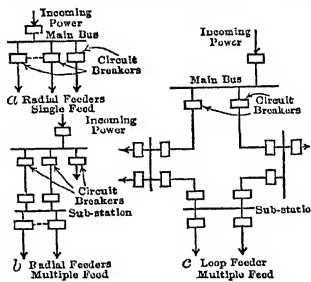 Incoming
Power
Main Bus
Circuit
Breakers
a Radial Feeders
Single Feed
Incoming
Power
Circuit
Breakers
Sub-station
b Radial Feeders
Multiple Feed
Incoming
Power
Main Bus
Circuit
Breakers
Sub-statio
c Loop Feeder
Multiple Feed